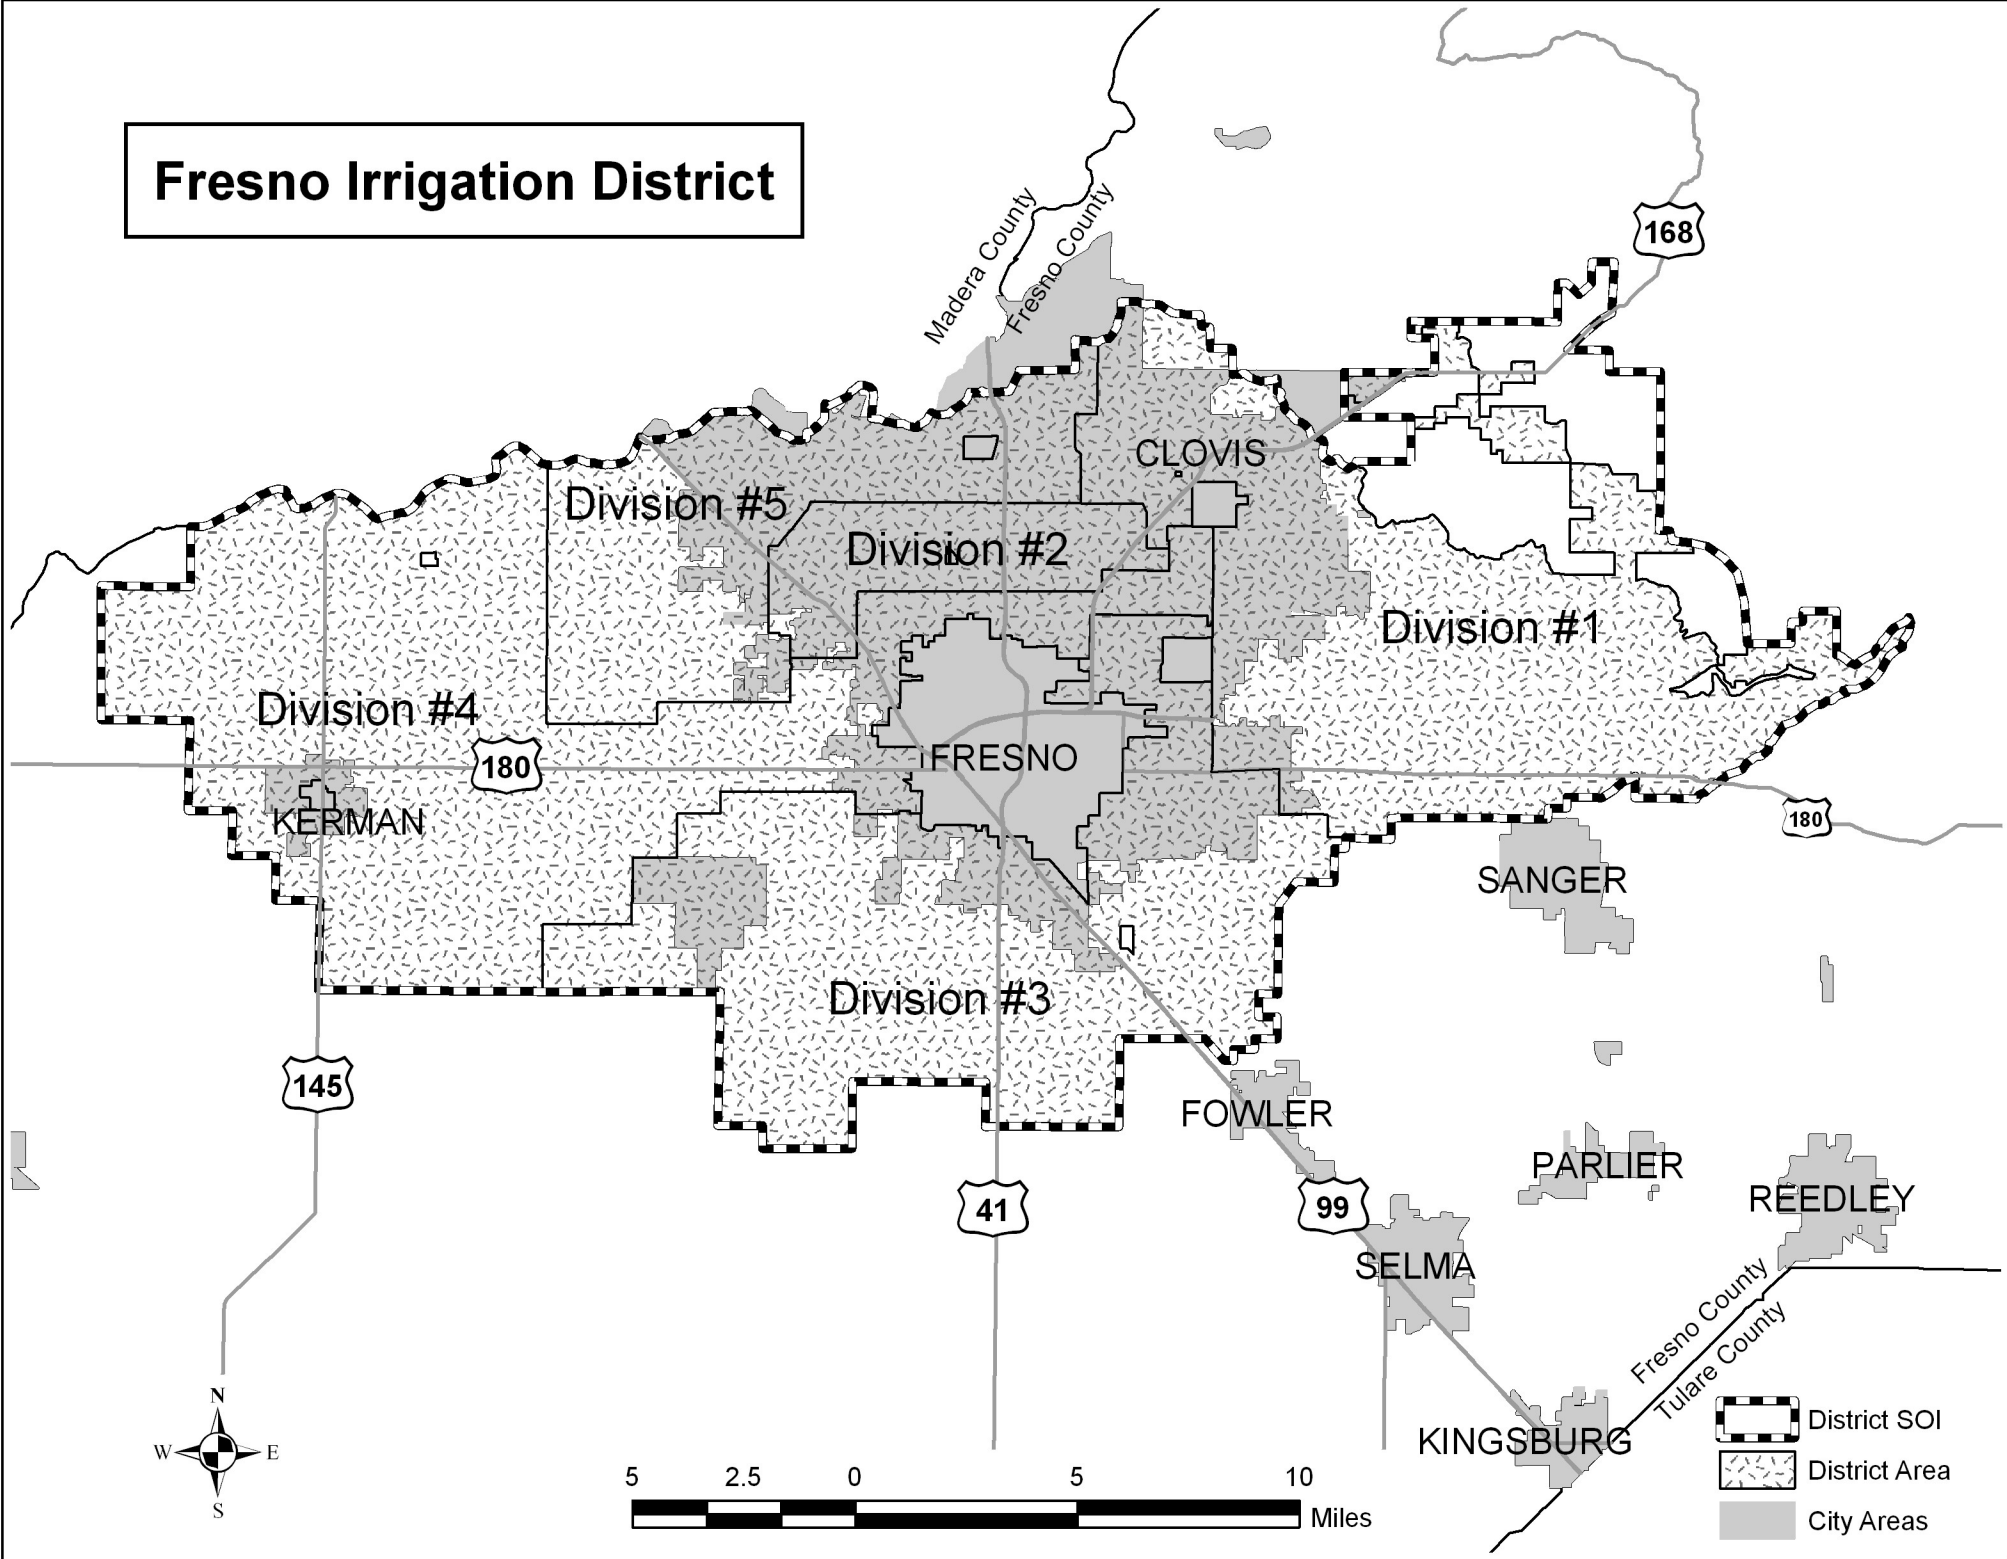 Fresno Irrigation District
168
Madera County
Fresno County
CLOVIS
Division #5
Division #2
Division #1
Division #4
180
FRESNO
KERMAN
180
SANGER
Division #3
145
FOWLER
PARLIER
REEDLEY
41
99
SELMA
Fresno County
Tulare County
KINGSBURG
N
W E
S
5 2.5 0 5 10
Miles
District SOI
District Area
City Areas